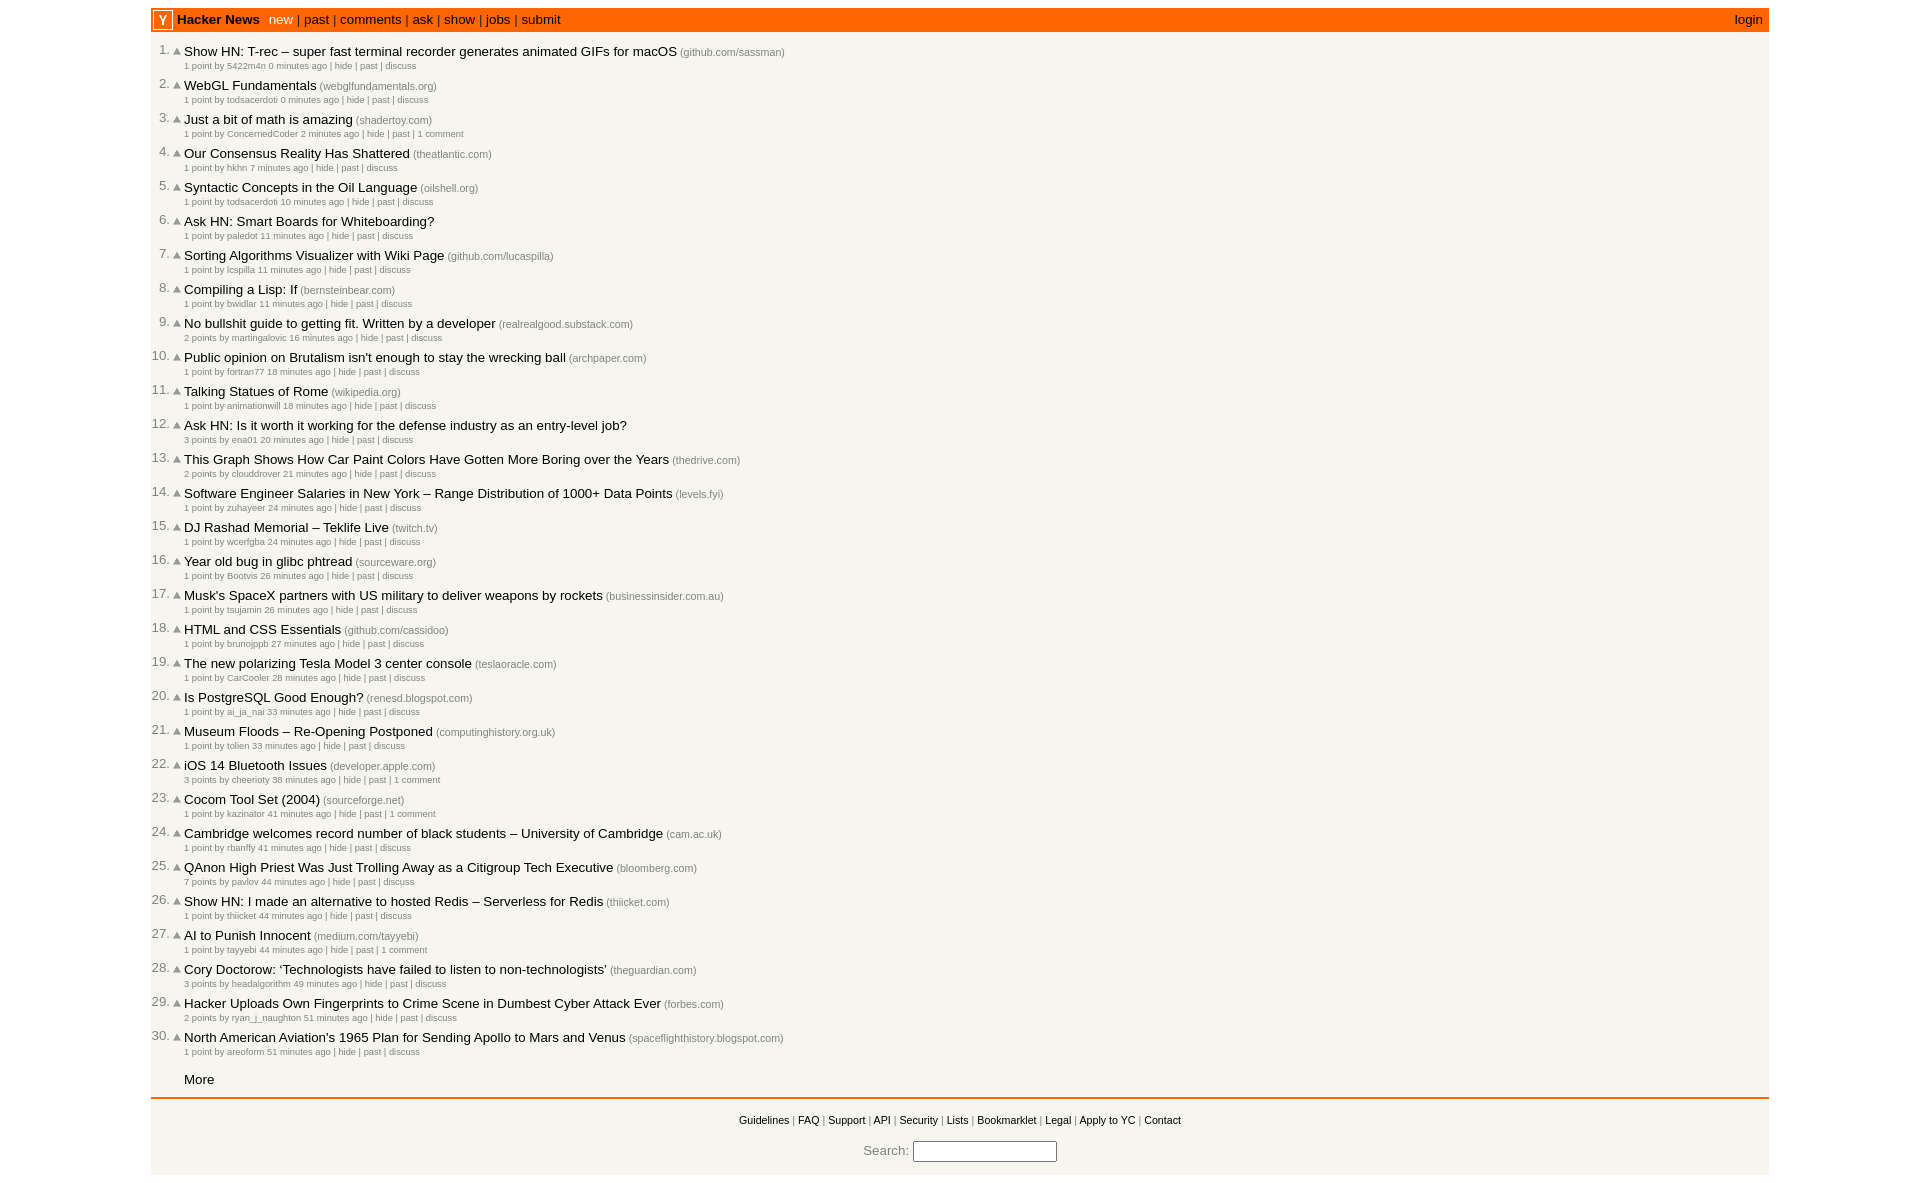 Y Hacker News new | past | comments | ask | show | jobs | submit login
1. Show HN: T-rec – super fast terminal recorder generates animated GIFs for macOS (github.com/sassman)
1 point by 5422m4n 0 minutes ago | hide | past | discuss
2. WebGL Fundamentals (webglfundamentals.org)
1 point by todsacerdoti 0 minutes ago | hide | past | discuss
3. Just a bit of math is amazing (shadertoy.com)
1 point by ConcernedCoder 2 minutes ago | hide | past | 1 comment
4. Our Consensus Reality Has Shattered (theatlantic.com)
1 point by hkhn 7 minutes ago | hide | past | discuss
5. Syntactic Concepts in the Oil Language (oilshell.org)
1 point by todsacerdoti 10 minutes ago | hide | past | discuss
6. Ask HN: Smart Boards for Whiteboarding?
1 point by paledot 11 minutes ago | hide | past | discuss
7. Sorting Algorithms Visualizer with Wiki Page (github.com/lucaspilla)
1 point by lcspilla 11 minutes ago | hide | past | discuss
8. Compiling a Lisp: If (bernsteinbear.com)
1 point by bwidlar 11 minutes ago | hide | past | discuss
9. No bullshit guide to getting fit. Written by a developer (realrealgood.substack.com)
2 points by martingalovic 16 minutes ago | hide | past | discuss
10. Public opinion on Brutalism isn't enough to stay the wrecking ball (archpaper.com)
1 point by fortran77 18 minutes ago | hide | past | discuss
11. Talking Statues of Rome (wikipedia.org)
1 point by animationwill 18 minutes ago | hide | past | discuss
12. Ask HN: Is it worth it working for the defense industry as an entry-level job?
3 points by ena01 20 minutes ago | hide | past | discuss
13. This Graph Shows How Car Paint Colors Have Gotten More Boring over the Years (thedrive.com)
2 points by clouddrover 21 minutes ago | hide | past | discuss
14. Software Engineer Salaries in New York – Range Distribution of 1000+ Data Points (levels.fyi)
1 point by zuhayeer 24 minutes ago | hide | past | discuss
15. DJ Rashad Memorial – Teklife Live (twitch.tv)
1 point by wcerfgba 24 minutes ago | hide | past | discuss
16. Year old bug in glibc phtread (sourceware.org)
1 point by Bootvis 26 minutes ago | hide | past | discuss
17. Musk's SpaceX partners with US military to deliver weapons by rockets (businessinsider.com.au)
1 point by tsujamin 26 minutes ago | hide | past | discuss
18. HTML and CSS Essentials (github.com/cassidoo)
1 point by brunojppb 27 minutes ago | hide | past | discuss
19. The new polarizing Tesla Model 3 center console (teslaoracle.com)
1 point by CarCooler 28 minutes ago | hide | past | discuss
20. Is PostgreSQL Good Enough? (renesd.blogspot.com)
1 point by ai_ja_nai 33 minutes ago | hide | past | discuss
21. Museum Floods – Re-Opening Postponed (computinghistory.org.uk)
1 point by tolien 33 minutes ago | hide | past | discuss
22. iOS 14 Bluetooth Issues (developer.apple.com)
3 points by cheerioty 38 minutes ago | hide | past | 1 comment
23. Cocom Tool Set (2004) (sourceforge.net)
1 point by kazinator 41 minutes ago | hide | past | 1 comment
24. Cambridge welcomes record number of black students – University of Cambridge (cam.ac.uk)
1 point by rbanffy 41 minutes ago | hide | past | discuss
25. QAnon High Priest Was Just Trolling Away as a Citigroup Tech Executive (bloomberg.com)
7 points by pavlov 44 minutes ago | hide | past | discuss
26. Show HN: I made an alternative to hosted Redis – Serverless for Redis (thiicket.com)
1 point by thiicket 44 minutes ago | hide | past | discuss
27. AI to Punish Innocent (medium.com/tayyebi)
1 point by tayyebi 44 minutes ago | hide | past | 1 comment
28. Cory Doctorow: ‘Technologists have failed to listen to non-technologists’ (theguardian.com)
3 points by headalgorithm 49 minutes ago | hide | past | discuss
29. Hacker Uploads Own Fingerprints to Crime Scene in Dumbest Cyber Attack Ever (forbes.com)
2 points by ryan_j_naughton 51 minutes ago | hide | past | discuss
30. North American Aviation's 1965 Plan for Sending Apollo to Mars and Venus (spaceflighthistory.blogspot.com)
1 point by areoform 51 minutes ago | hide | past | discuss
More
Guidelines | FAQ | Support | API | Security | Lists | Bookmarklet | Legal | Apply to YC | Contact
Search: